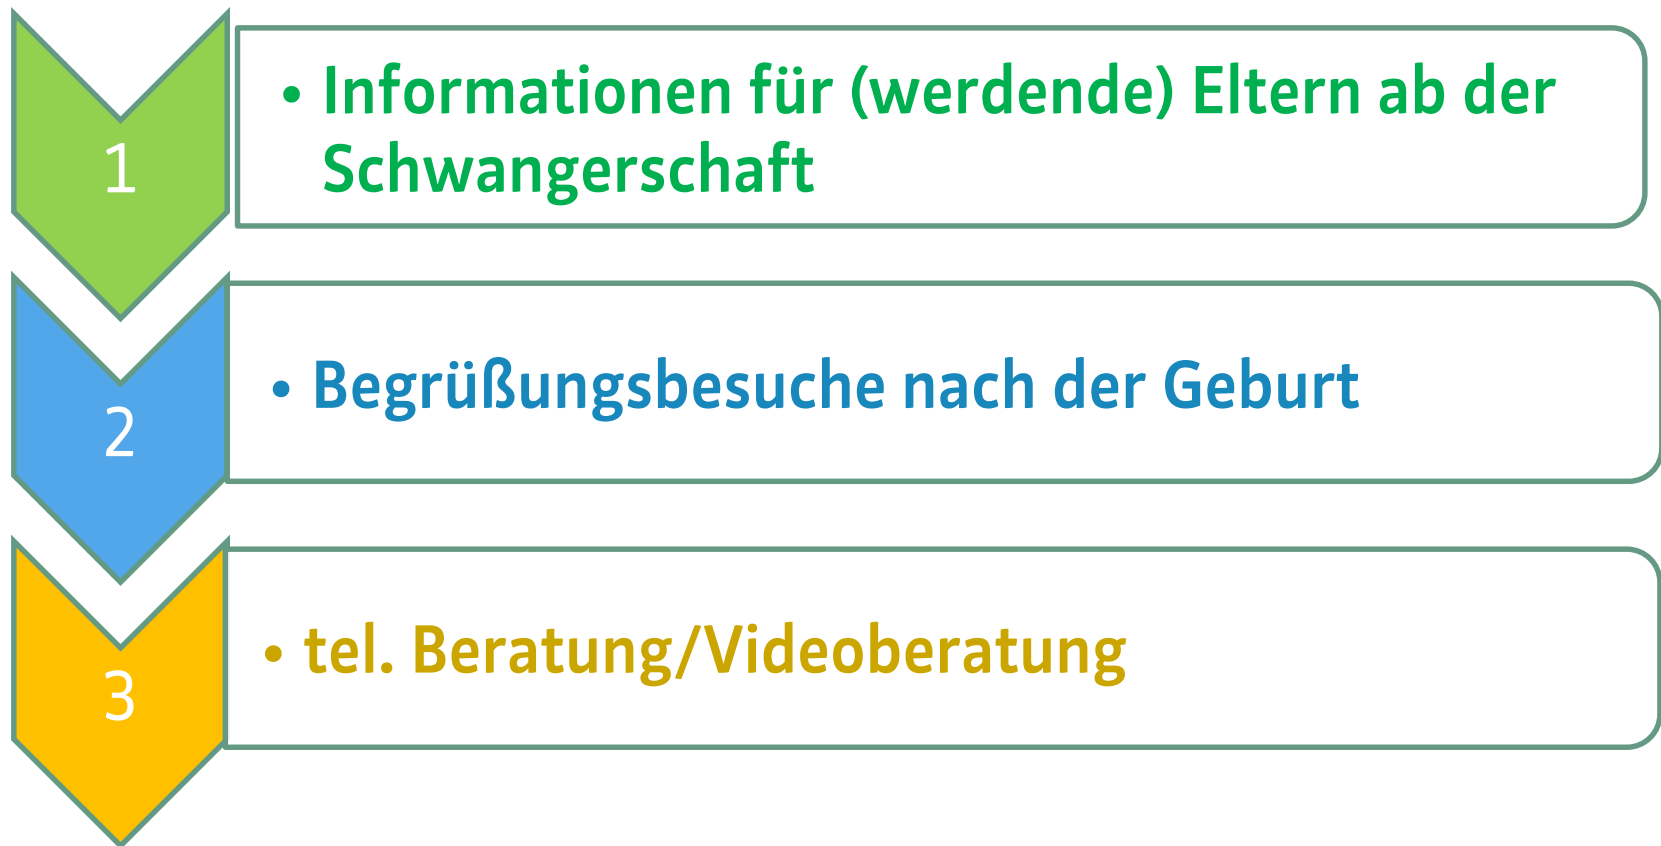 1
• Informationen für (werdende) Eltern ab der
Schwangerschaft
2
• Begrüßungsbesuche nach der Geburt
3
• tel. Beratung/Videoberatung